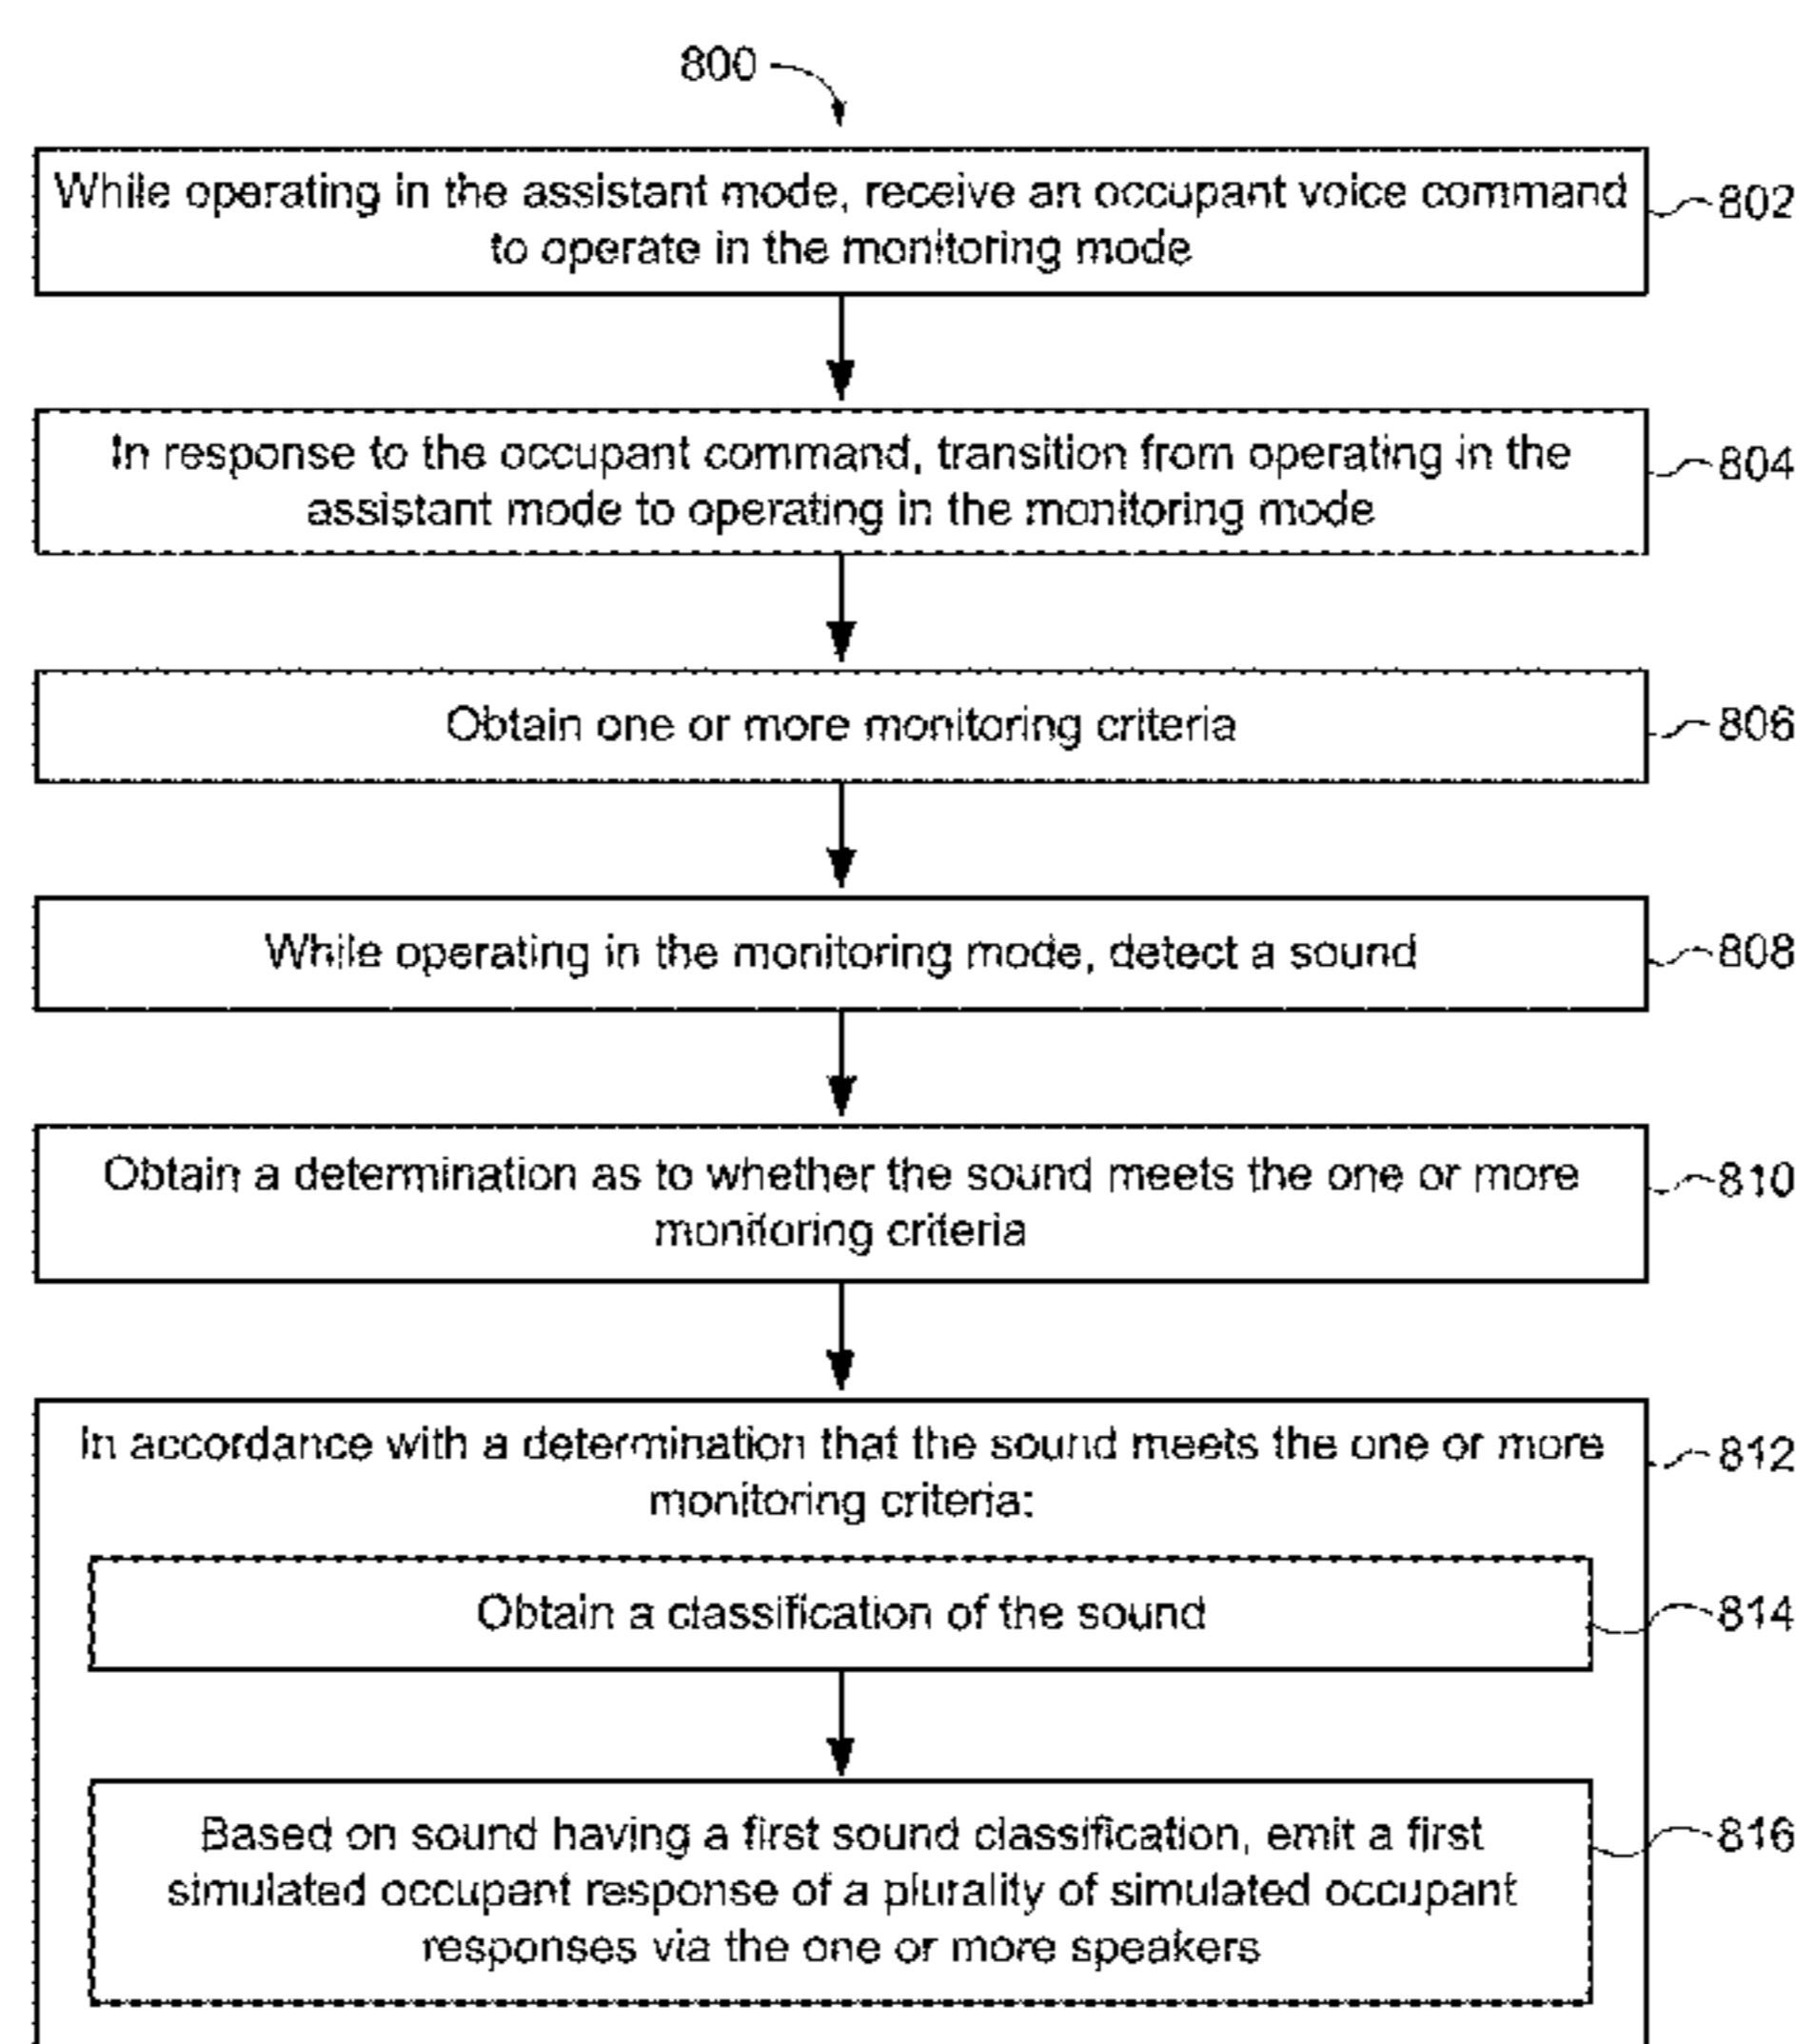 800
While operating in the assistant mode, receive an occupant voice command
to operate in the monitoring mode
802
In response to the occupant command, transition from operating in the
assistant mode to operating in the monitoring mode
804
Obtain one or more monitoring criteria
806
While operating in the monitoring mode, detect a sound
808
Obtain a determination as to whether the sound meets the one or more
monitoring criteria
810
In accordance with a determination that the sound meets the one or more
monitoring criteria:
812
Obtain a classification of the sound
814
Based on sound having a first sound classification, emit a first
simulated occupant response of a plurality of simulated occupant
responses via the one or more speakers
816